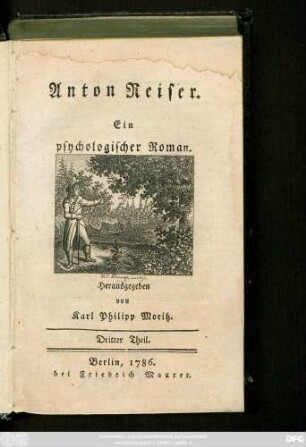 Anton Reiser.
Ein
psychologischer Roman.
Herausgegeben
von
Karl Philipp Moritz.
Dritter Theil.
Berlin, 1786.
bei Friedrich Maurer.